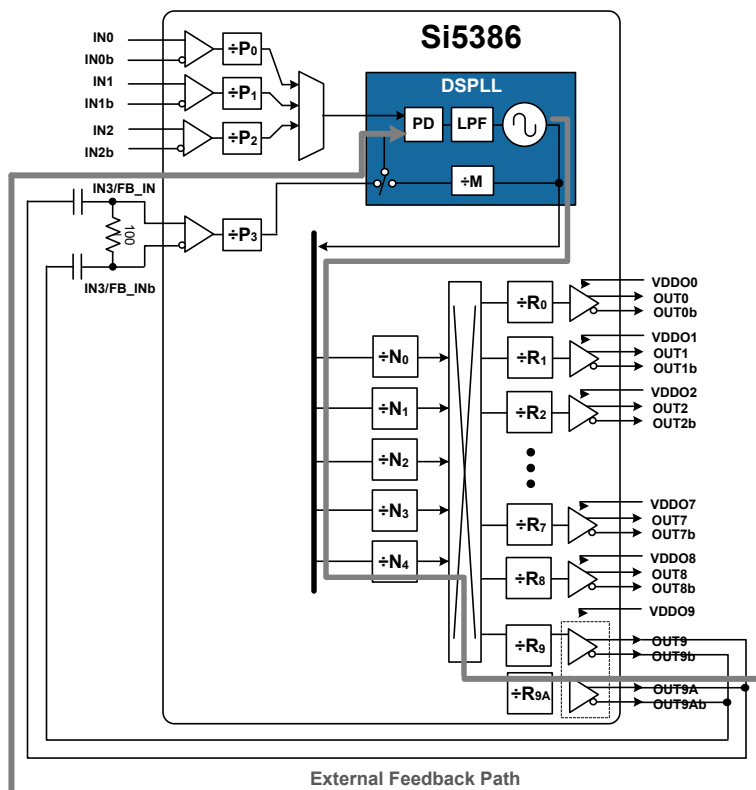 Si5386
IN0
IN0b
IN1
IN1b
IN2
IN2b
÷P0
÷P1
÷P2
DSPLL
PD
LPF
÷M
IN3/FB_IN
100
IN3/FB_INb
÷P3
÷N0
÷N1
÷N2
÷N3
÷N4
÷R0
÷R1
÷R2
÷R7
÷R8
÷R9
÷R9A
VDDO0
OUT0
OUT0b
VDDO1
OUT1
OUT1b
VDDO2
OUT2
OUT2b
VDDO7
OUT7
OUT7b
VDDO8
OUT8
OUT8b
VDDO9
OUT9
OUT9b
OUT9A
OUT9Ab
External Feedback Path